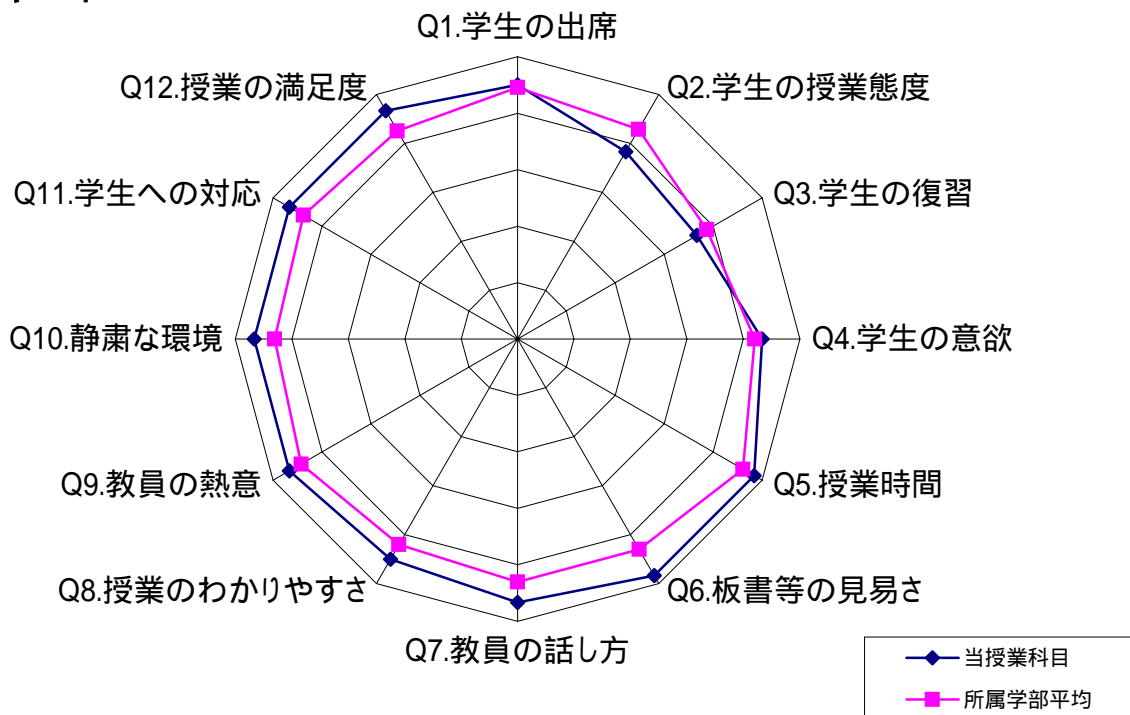 Q1.学生の出席
Q2.学生の授業態度
Q3.学生の復習
Q4.学生の意欲
Q5.授業時間
Q6.板書等の見易さ
Q7.教員の話し方
Q8.授業のわかりやすさ
Q9.教員の熱意
Q10.静粛な環境
Q11.学生への対応
Q12.授業の満足度
当授業科目
所属学部平均